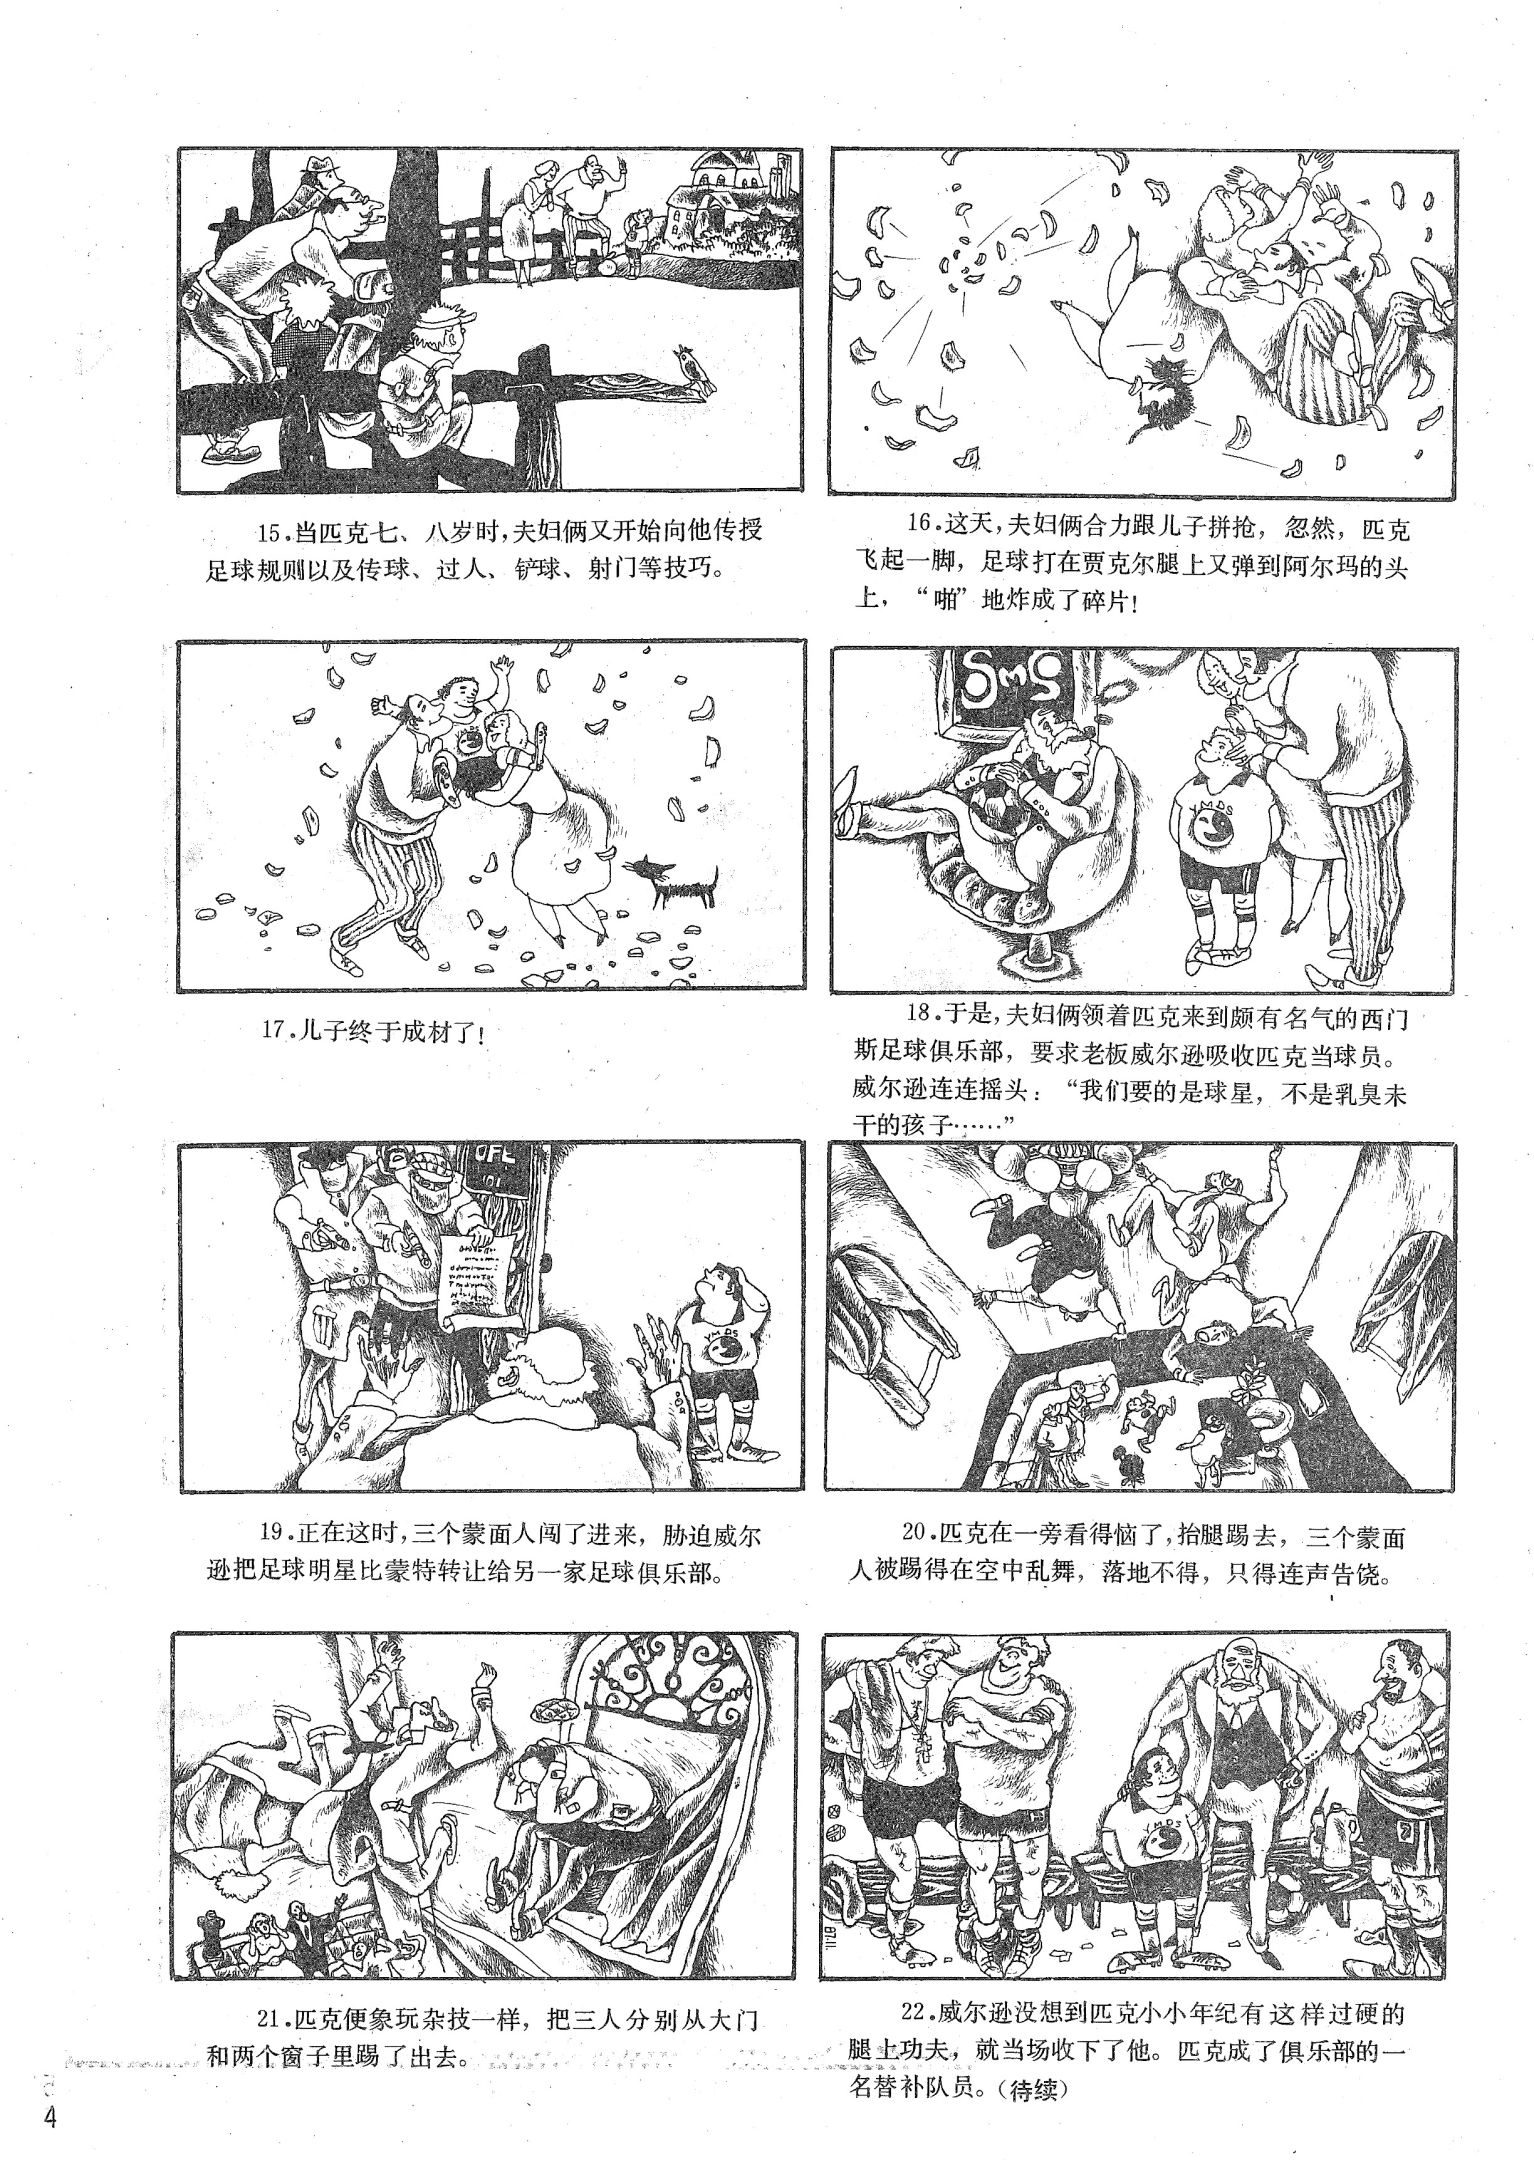 15.当匹克七、八岁时,夫妇俩又开始向他传授
足球规则以及传球、过人、铲球、射门等技巧。
16.这天,夫妇俩合力跟儿子拼抢,忽然,匹克
飞起一脚,足球打在贾克尔腿上又弹到阿尔玛的头
上,“啪”地炸成了碎片!
17.儿子终于成材了!
SmS
YMDS
18.于是,夫妇俩领着匹克来到颇有名气的西门
斯足球俱乐部,要求老板威尔逊吸收匹克当球员。
威尔逊连连摇头:“我们要的是球星,不是乳臭未
干的孩子……”
OFL
101
YMDS
19.正在这时,三个蒙面人闯了进来,胁迫威尔
逊把足球明星比蒙特转让给另一家足球俱乐部。
20.匹克在一旁看得恼了,抬腿踢去,三个蒙面
人被踢得在空中乱舞,落地不得,只得连声告饶。
21.匹克便象玩杂技一样,把三人分别从大门
和两个窗子里踢了出去。
YMDS
87.11.
22.威尔逊没想到匹克小小年纪有这样过硬的
腿上功夫,就当场收下了他。匹克成了俱乐部的一
名替补队员。(待续)
4